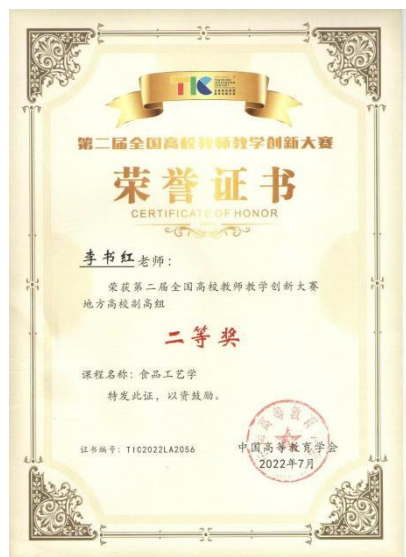 TIC
第二届全国高校教师教学创新大赛
荣誉证书
CERTIFICATE OF HONOR
李书红老师：
荣获第二届全国高校教师教学创新大赛
地方高校副高组
二等奖
课程名称：食品工艺学
特发此证，以资鼓励。
证书编号：TIC2022LA2056
中国高等教育学会
2022年7月